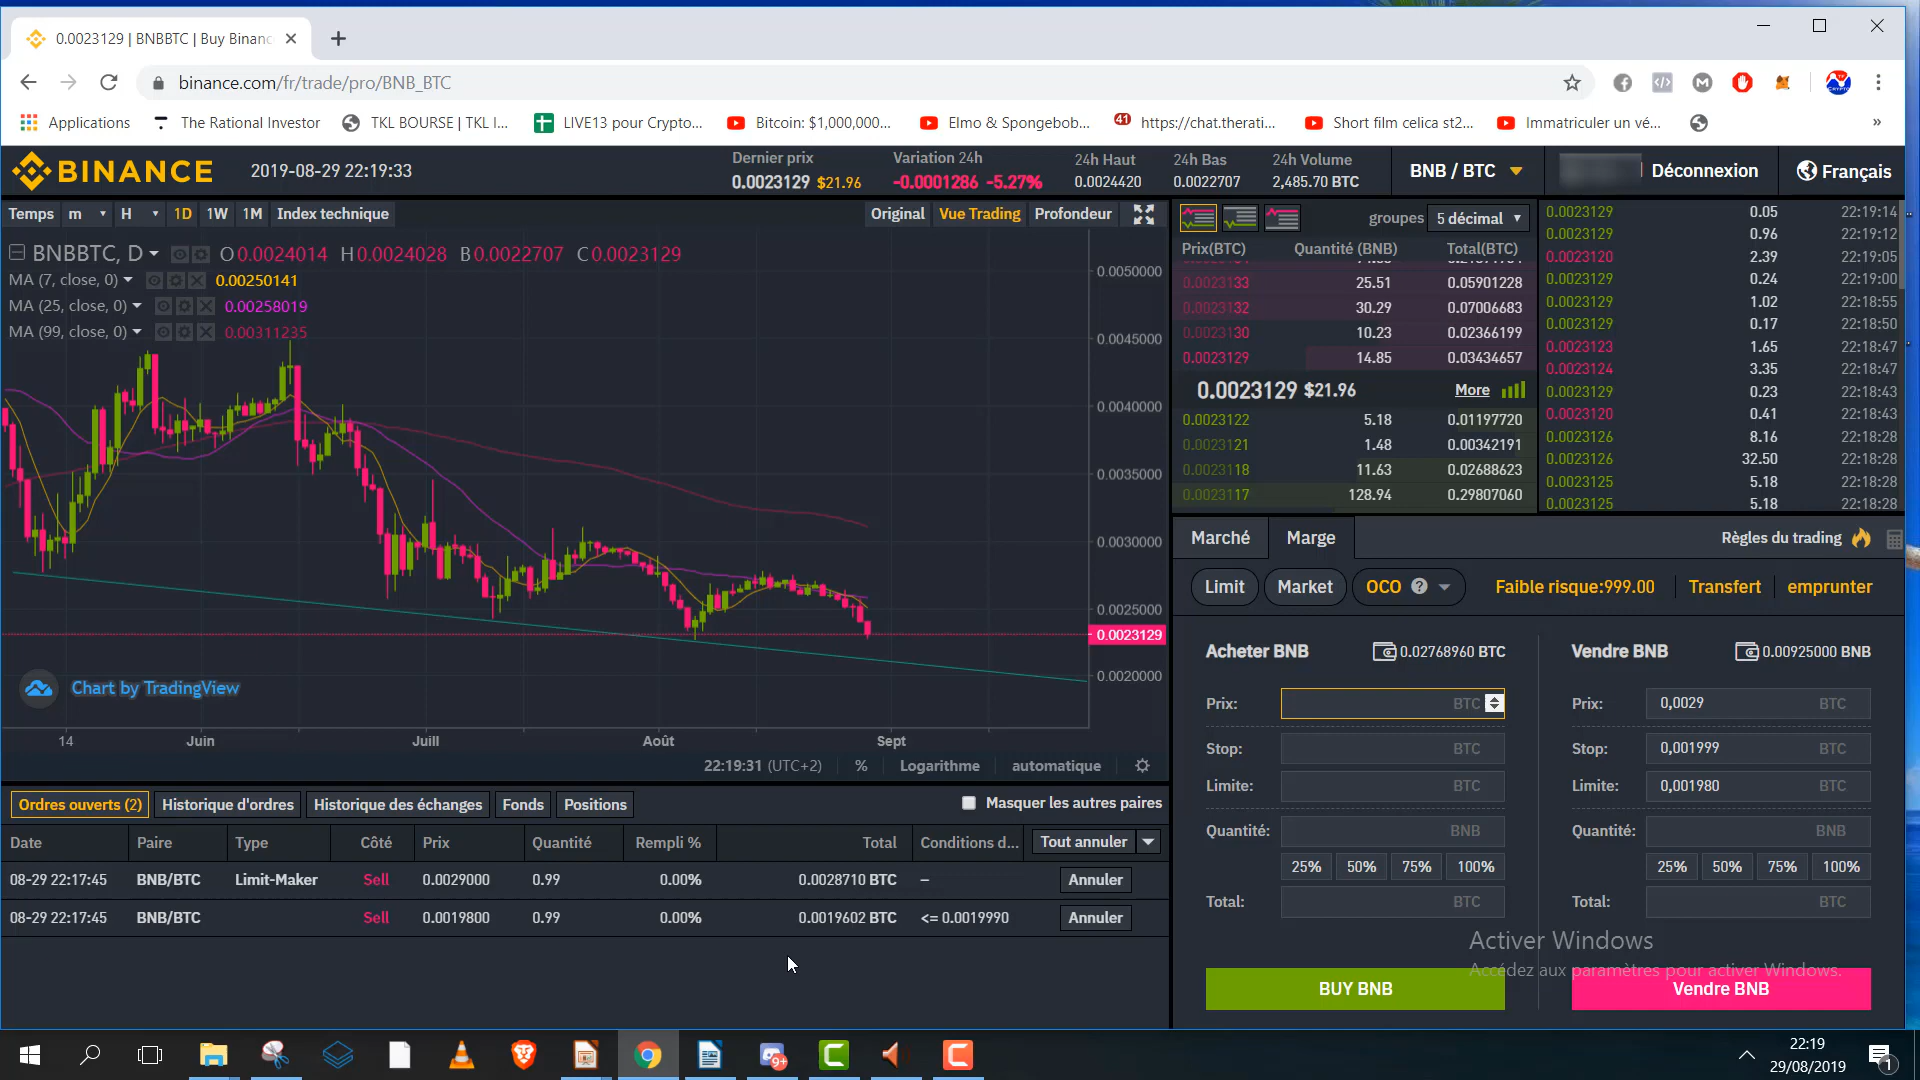 0.0023129 | BNBBTC | Buy Binanc
binance.com/fr/trade/pro/BNB_BTC
Applications
The Rational Investor
TKL BOURSE | TKL I...
LIVE13 pour Crypto...
Bitcoin: $1,000,000...
Elmo & Spongebob...
41
https://chat.therati...
Short film celica st2...
Immatriculer un vé...
»
BINANCE
2019-08-29 22:19:33
Dernier prix
0.0023129 $21.96
Variation 24h
-0.0001286 -5.27%
24h Haut
0.0024420
24h Bas
0.0022707
24h Volume
2,485.70 BTC
BNB / BTC
Déconnexion
Français
Temps m H 1D 1W 1M Index technique
Original Vue Trading Profondeur
BNBBTC, D O0.0024014 H0.0024028 B0.0022707 C0.0023129
MA (7, close, 0) 0.00250141
MA (25, close, 0) 0.00258019
MA (99, close, 0) 0.00311235
0.0050000
0.0045000
0.0040000
0.0035000
0.0030000
0.0025000
0.0023129
0.0020000
Chart by TradingView
14 Juin Juill Août Sept
22:19:31 (UTC+2) % Logarithme automatique
groupes 5 décimal
Prix(BTC) Quantité (BNB) Total(BTC)
0.0023133 25.51 0.05901228
0.0023132 30.29 0.07006683
0.0023130 10.23 0.02366199
0.0023129 14.85 0.03434657
0.0023129 $21.96 More
0.0023122 5.18 0.01197720
0.0023121 1.48 0.00342191
0.0023118 11.63 0.02688623
0.0023117 128.94 0.29807060
0.0023129 0.05 22:19:14
0.0023129 0.96 22:19:12
0.0023120 2.39 22:19:05
0.0023129 0.24 22:19:00
0.0023129 1.02 22:18:55
0.0023129 0.17 22:18:50
0.0023123 1.65 22:18:47
0.0023124 3.35 22:18:47
0.0023129 0.23 22:18:43
0.0023120 0.41 22:18:43
0.0023126 8.16 22:18:28
0.0023126 32.50 22:18:28
0.0023125 5.18 22:18:28
0.0023125 5.18 22:18:28
Marché Marge
Règles du trading
Limit Market OCO ?
Faible risque:999.00 Transfert emprunter
Acheter BNB 0.02768960 BTC
Prix: BTC
Stop: BTC
Limite: BTC
Quantité: BNB
25% 50% 75% 100%
Total: BTC
BUY BNB
Vendre BNB 0.00925000 BNB
Prix: 0,0029 BTC
Stop: 0,001999 BTC
Limite: 0,001980 BTC
Quantité: BNB
25% 50% 75% 100%
Total: BTC
Vendre BNB
Activer Windows
Accédez aux paramètres pour activer Windows.
Ordres ouverts (2) Historique d'ordres Historique des échanges Fonds Positions
Masquer les autres paires
Date Paire Type Côté Prix Quantité Rempli % Total Conditions d... Tout annuler
08-29 22:17:45 BNB/BTC Limit-Maker Sell 0.0029000 0.99 0.00% 0.0028710 BTC – Annuler
08-29 22:17:45 BNB/BTC Sell 0.0019800 0.99 0.00% 0.0019602 BTC <= 0.0019990 Annuler
9+
22:19
29/08/2019
1